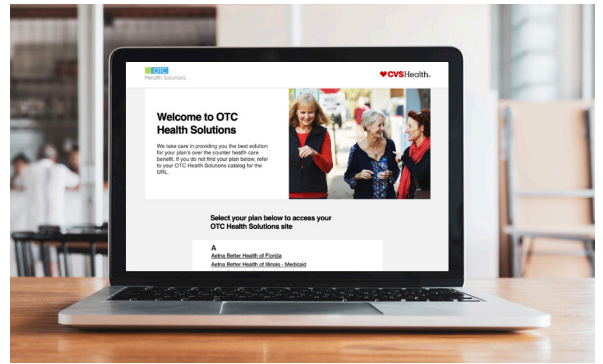 OTC
Health Solutions
CVSHealth.
Welcome to OTC
Health Solutions
We take care in providing you the best solution
for your plan's over the counter health care
benefit. If you do not find your plan below, refer
to your OTC Health Solutions catalog for the
URL.
Select your plan below to access your
OTC Health Solutions site
A
Aetna Better Health of Florida
Aetna Better Health of Illinois - Medicaid